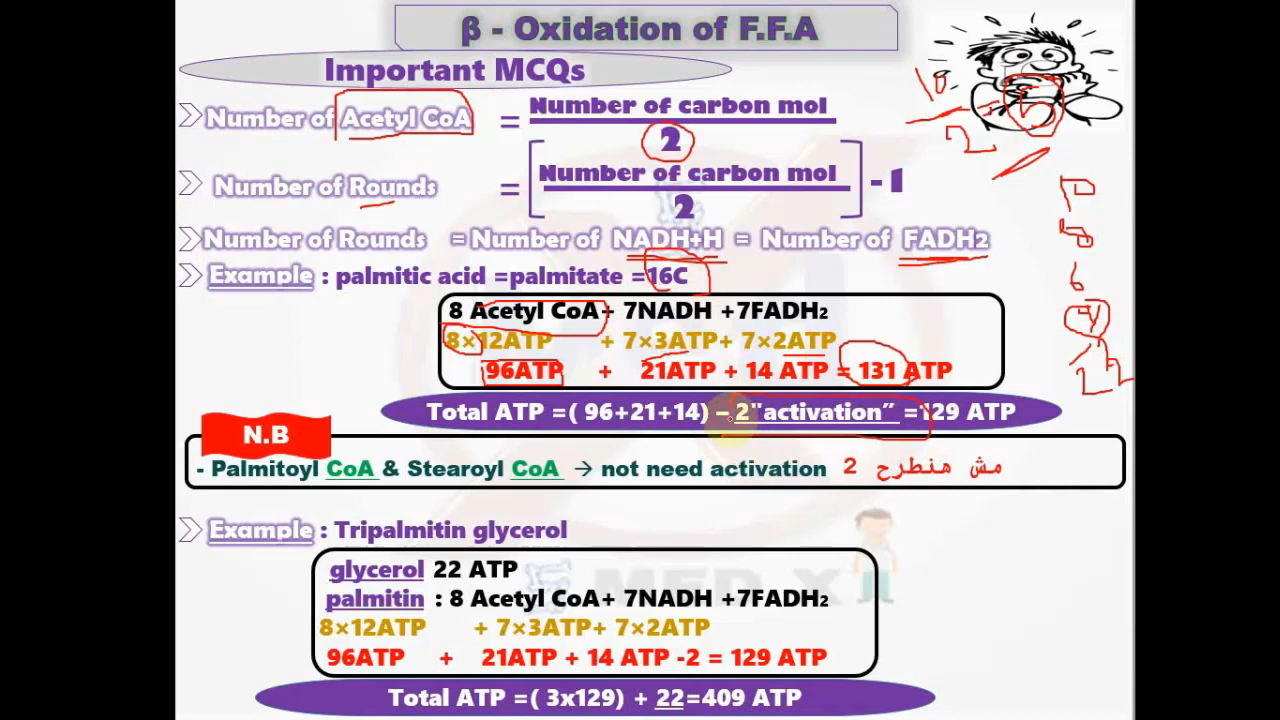 β - Oxidation of F.F.A
Important MCQs
Number of Acetyl CoA = Number of carbon mol
2
Number of Rounds = [Number of carbon mol
2] - 1
Number of Rounds = Number of NADH+H = Number of FADH2
Example : palmitic acid =palmitate =16C
8 Acetyl CoA+ 7NADH +7FADH2
8×12ATP + 7×3ATP+ 7×2ATP
96ATP + 21ATP + 14 ATP = 131 ATP
Total ATP =( 96+21+14) – 2"activation” =129 ATP
N.B
- Palmitoyl CoA & Stearoyl CoA → not need activation مش هنطرح 2
Example : Tripalmitin glycerol
glycerol 22 ATP
palmitin : 8 Acetyl CoA+ 7NADH +7FADH2
8×12ATP + 7×3ATP+ 7×2ATP
96ATP + 21ATP + 14 ATP -2 = 129 ATP
Total ATP =( 3x129) + 22=409 ATP
MED X